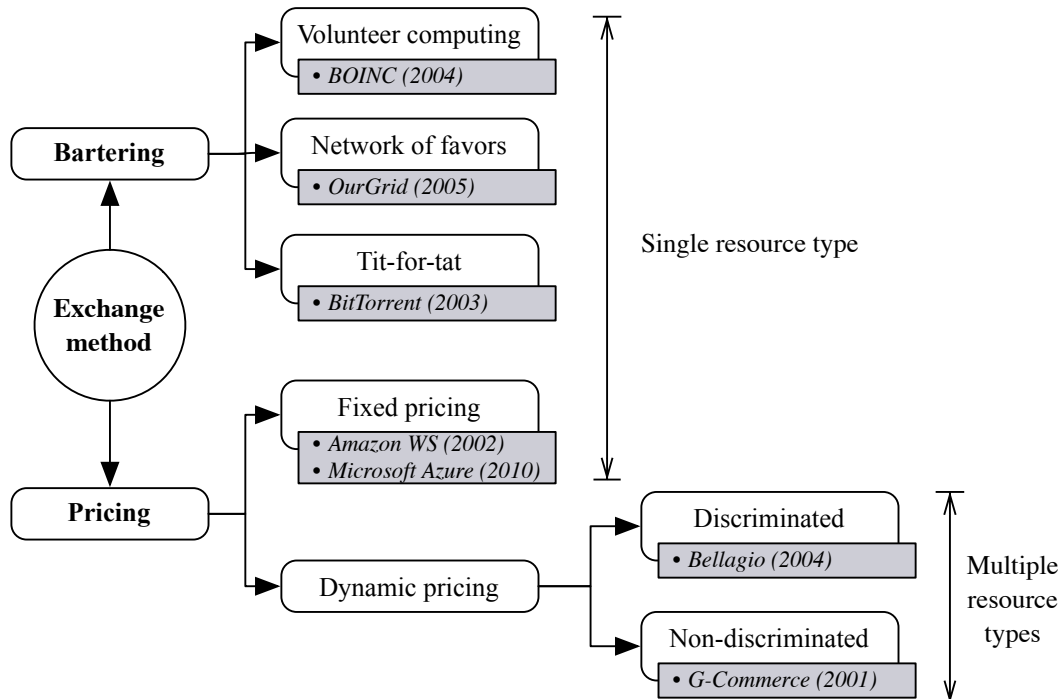 Volunteer computing
• BOINC (2004)
Bartering
Network of favors
• OurGrid (2005)
Single resource type
Tit-for-tat
• BitTorrent (2003)
Exchange
method
Fixed pricing
• Amazon WS (2002)
• Microsoft Azure (2010)
Pricing
Discriminated
• Bellagio (2004)
Dynamic pricing
Multiple
resource
types
Non-discriminated
• G-Commerce (2001)